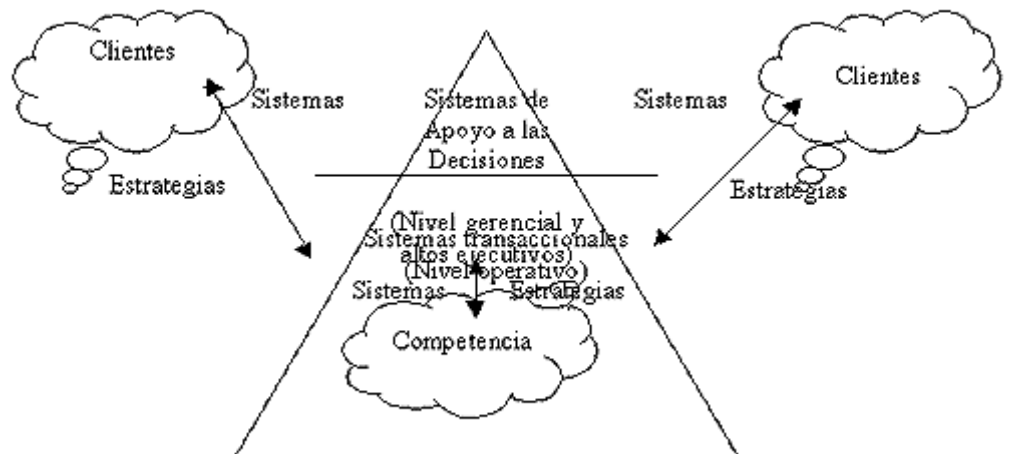 Clientes
Clientes
Sistemas
Sistemas de
Sistemas
Apoyo a las
Decisiones
Estrategias
Estrategias
(Nivel gerencial y
Sistemas transaccionales
altos ejecutivos)
(Nivel operativo)
Sistemas
Estrategias
Competencia